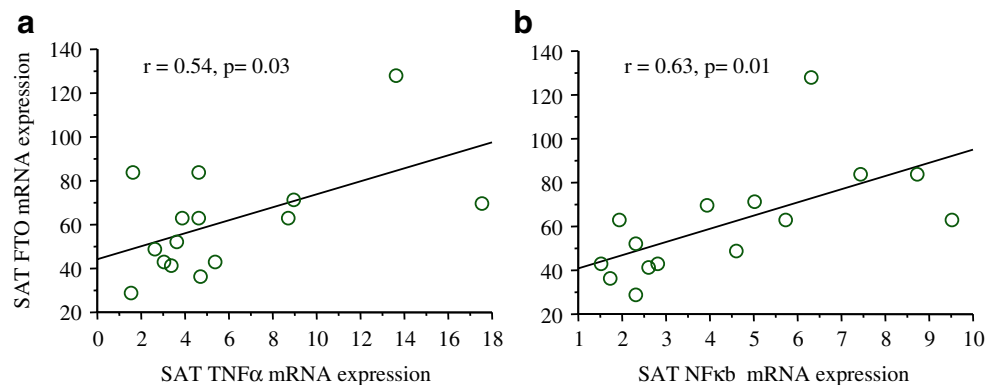 a
SAT FTO mRNA expression
140
120
100
80
60
40
20
r = 0.54, p= 0.03
0 2 4 6 8 10 12 14 16 18
SAT TNFα mRNA expression
b
140
120
100
80
60
40
20
r = 0.63, p= 0.01
1 2 3 4 5 6 7 8 9 10
SAT NFκb mRNA expression